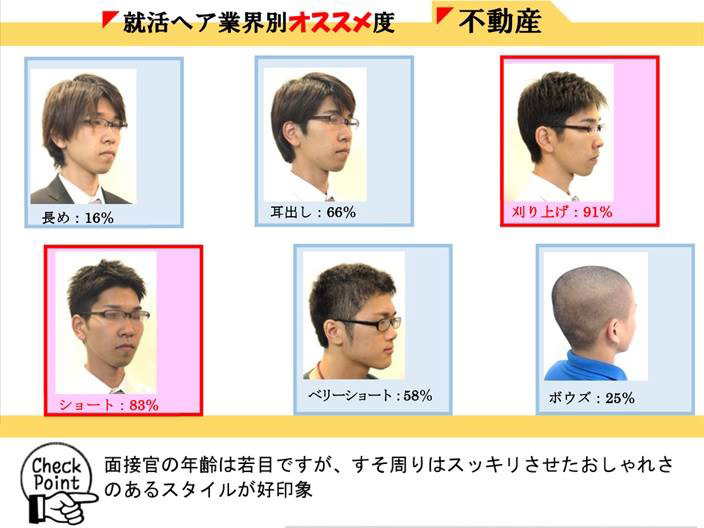 就活ヘア業界別オススメ度
不動産
長め：16%
耳出し：66%
刈り上げ：91%
ショート：83%
ベリーショート：58%
ボウズ：25%
Check
Point
面接官の年齢は若目ですが、すそ周りはスッキリさせたおしゃれさ
のあるスタイルが好印象